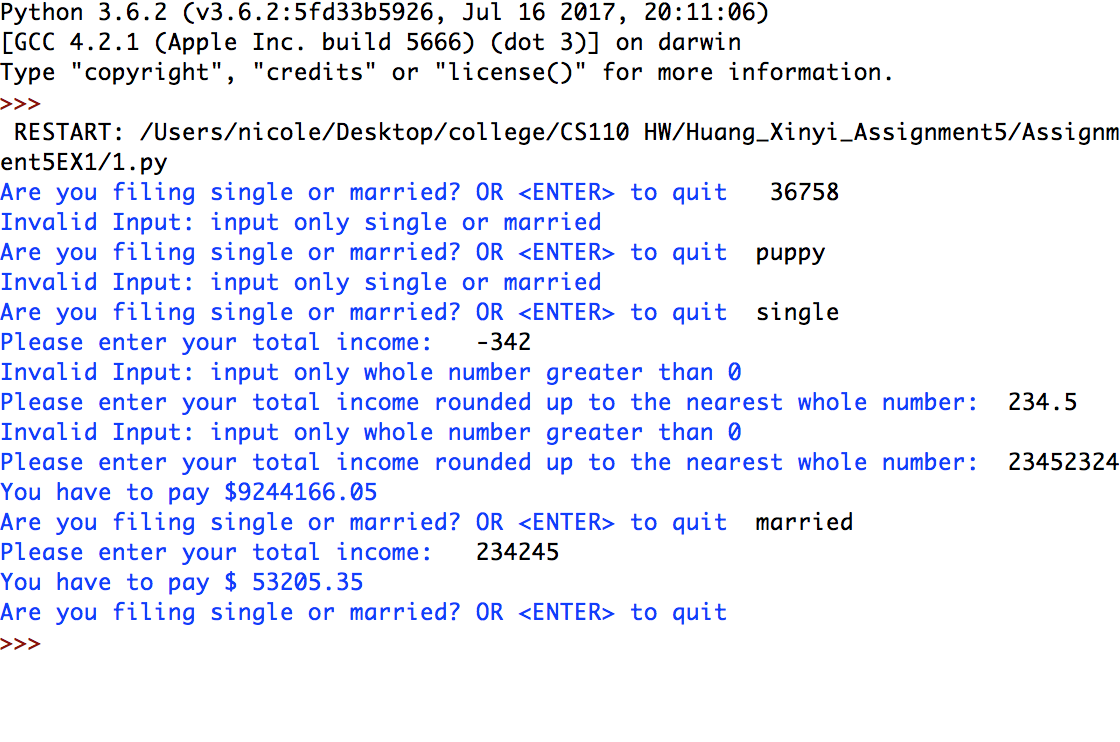 Python 3.6.2 (v3.6.2:5fd33b5926, Jul 16 2017, 20:11:06)
[GCC 4.2.1 (Apple Inc. build 5666) (dot 3)] on darwin
Type "copyright", "credits" or "license()" for more information.
>>>
 RESTART: /Users/nicole/Desktop/college/CS110 HW/Huang_Xinyi_Assignment5/Assignm
ent5EX1/1.py
Are you filing single or married? OR <ENTER> to quit   36758
Invalid Input: input only single or married
Are you filing single or married? OR <ENTER> to quit  puppy
Invalid Input: input only single or married
Are you filing single or married? OR <ENTER> to quit  single
Please enter your total income:   -342
Invalid Input: input only whole number greater than 0
Please enter your total income rounded up to the nearest whole number:  234.5
Invalid Input: input only whole number greater than 0
Please enter your total income rounded up to the nearest whole number:  23452324
You have to pay $9244166.05
Are you filing single or married? OR <ENTER> to quit  married
Please enter your total income:   234245
You have to pay $ 53205.35
Are you filing single or married? OR <ENTER> to quit
>>>